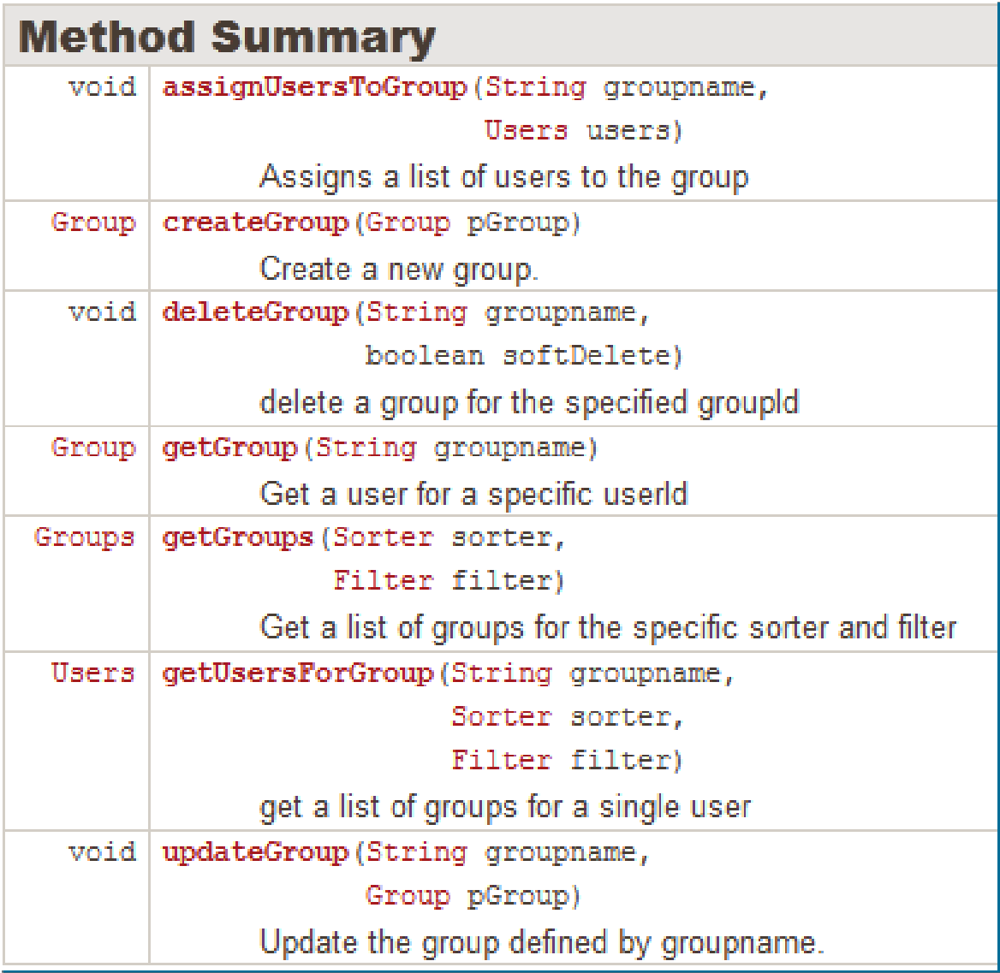 Method Summary
void assignUsersToGroup(String groupname,
Users users)
Assigns a list of users to the group
Group createGroup(Group pGroup)
Create a new group.
void deleteGroup(String groupname,
boolean softDelete)
delete a group for the specified groupId
Group getGroup(String groupname)
Get a user for a specific userId
Groups getGroups(Sorter sorter,
Filter filter)
Get a list of groups for the specific sorter and filter
Users getUsersForGroup(String groupname,
Sorter sorter,
Filter filter)
get a list of groups for a single user
void updateGroup(String groupname,
Group pGroup)
Update the group defined by groupname.